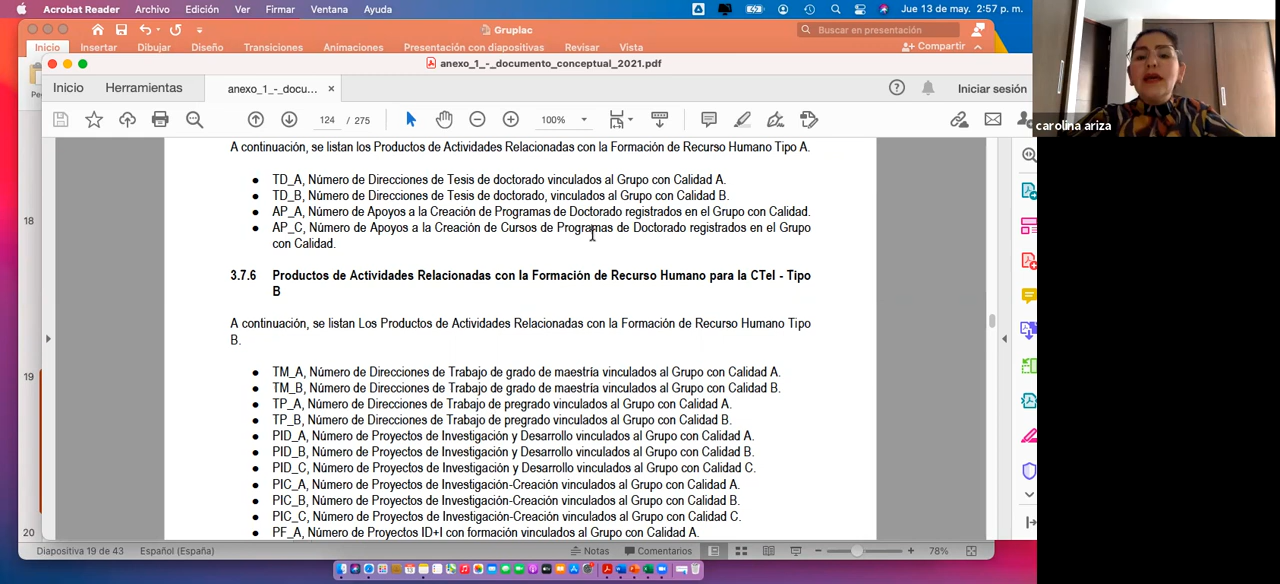 Acrobat Reader Archivo Edición Ver Firmar Ventana Ayuda Jue 13 de may. 2:57 p. m.
Gruplac Buscar en presentación
Inicio Insertar Dibujar Diseño Transiciones Animaciones Presentación con diapositivas Revisar Vista Compartir
anexo_1_-_documento_conceptual_2021.pdf
Inicio Herramientas anexo_1_-_docu... × Iniciar sesión
124 / 275 100%
A continuación, se listan los Productos de Actividades Relacionadas con la Formación de Recurso Humano Tipo A.
● TD_A, Número de Direcciones de Tesis de doctorado vinculados al Grupo con Calidad A.
● TD_B, Número de Direcciones de Tesis de doctorado, vinculados al Grupo con Calidad B.
● AP_A, Número de Apoyos a la Creación de Programas de Doctorado registrados en el Grupo con Calidad.
● AP_C, Número de Apoyos a la Creación de Cursos de Programas de Doctorado registrados en el Grupo
con Calidad.
3.7.6 Productos de Actividades Relacionadas con la Formación de Recurso Humano para la CTeI - Tipo
B
A continuación, se listan Los Productos de Actividades Relacionadas con la Formación de Recurso Humano Tipo
B.
● TM_A, Número de Direcciones de Trabajo de grado de maestría vinculados al Grupo con Calidad A.
● TM_B, Número de Direcciones de Trabajo de grado de maestría vinculados al Grupo con Calidad B.
● TP_A, Número de Direcciones de Trabajo de pregrado vinculados al Grupo con Calidad A.
● TP_B, Número de Direcciones de Trabajo de pregrado vinculados al Grupo con Calidad B.
● PID_A, Número de Proyectos de Investigación y Desarrollo vinculados al Grupo con Calidad A.
● PID_B, Número de Proyectos de Investigación y Desarrollo vinculados al Grupo con Calidad B.
● PID_C, Número de Proyectos de Investigación y Desarrollo vinculados al Grupo con Calidad C.
● PIC_A, Número de Proyectos de Investigación-Creación vinculados al Grupo con Calidad A.
● PIC_B, Número de Proyectos de Investigación-Creación vinculados al Grupo con Calidad B.
● PIC_C, Número de Proyectos de Investigación-Creación vinculados al Grupo con Calidad C.
● PF_A, Número de Proyectos ID+I con formación vinculados al Grupo con Calidad A.
18
19
20
Diapositiva 19 de 43 Español (España) Notas Comentarios 78%
carolina ariza